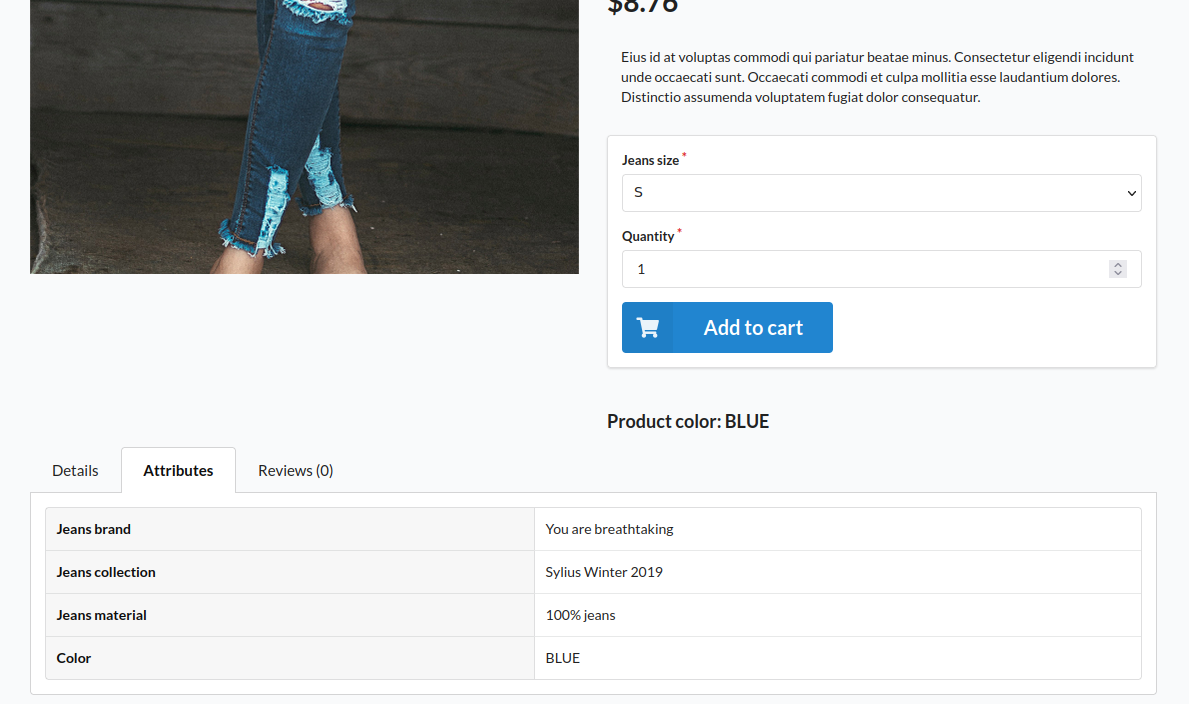 $8.76
Eius id at voluptas commodi qui pariatur beatae minus. Consectetur eligendi incidunt
unde occaecati sunt. Occaecati commodi et culpa mollitia esse laudantium dolores.
Distinctio assumenda voluptatem fugiat dolor consequatur.
Jeans size *
S
Quantity *
1
Add to cart
Product color: BLUE
Details Attributes Reviews (0)
Jeans brand You are breathtaking
Jeans collection Sylius Winter 2019
Jeans material 100% jeans
Color BLUE